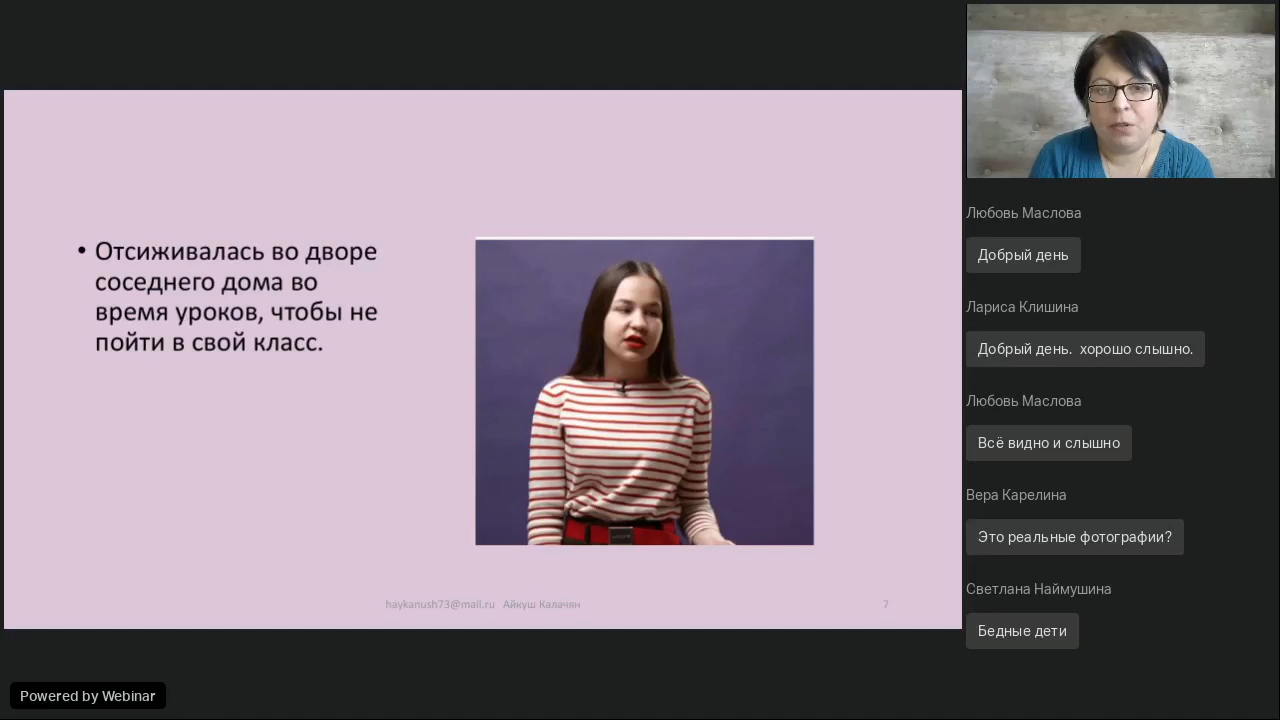 • Отсиживалась во дворе
соседнего дома во
время уроков, чтобы не
пойти в свой класс.
haykanush73@mail.ru Айкуш Калачян
7
Любовь Маслова
Добрый день
Лариса Клишина
Добрый день. хорошо слышно.
Любовь Маслова
Всё видно и слышно
Вера Карелина
Это реальные фотографии?
Светлана Наймушина
Бедные дети
Powered by Webinar